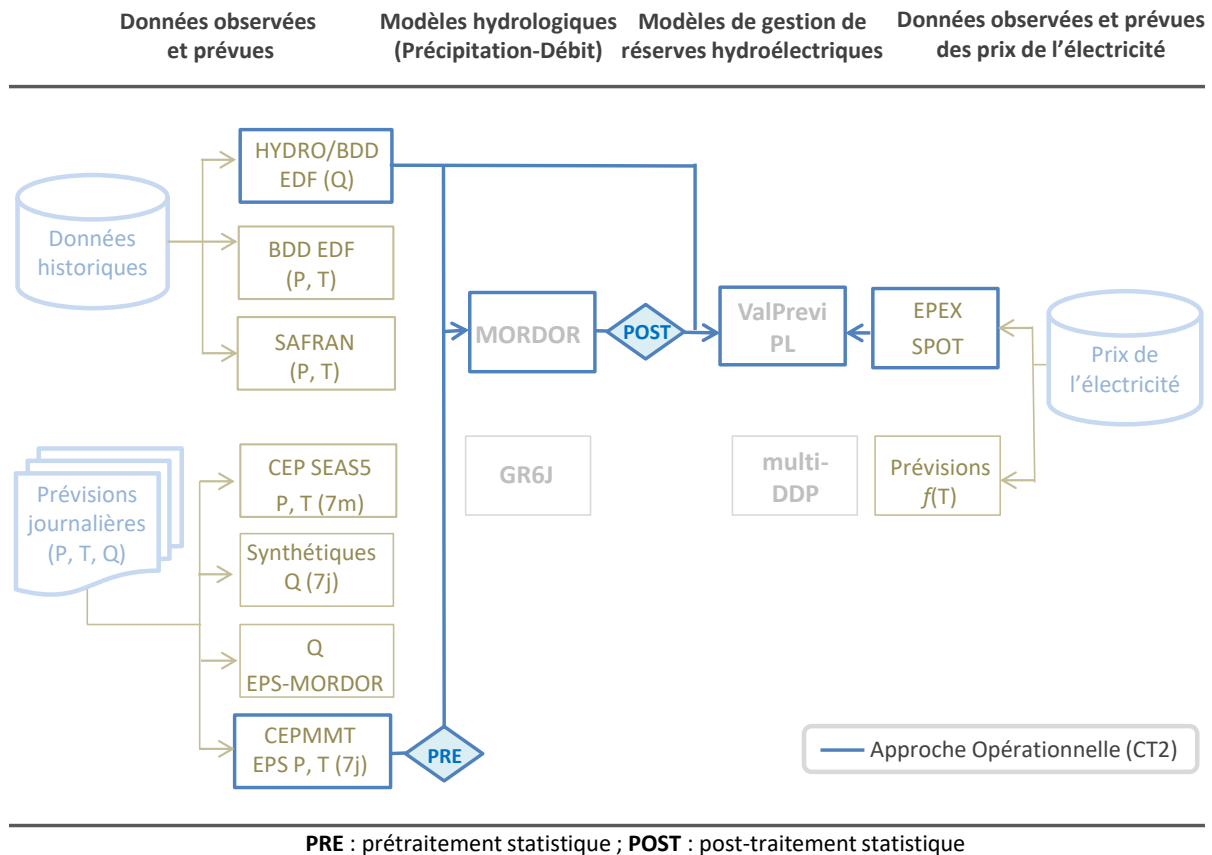 Données observées
et prévues
Modèles hydrologiques
(Précipitation-Débit)
Modèles de gestion de
réserves hydroélectriques
Données observées et prévues
des prix de l'électricité
Données
historiques
HYDRO/BDD
EDF (Q)
BDD EDF
(P, T)
SAFRAN
(P, T)
MORDOR
POST
ValPrevi
PL
EPEX
SPOT
Prix de
l'électricité
Prévisions
journalières
(P, T, Q)
CEP SEAS5
P, T (7m)
Synthétiques
Q (7j)
Q
EPS-MORDOR
CEPMMT
EPS P, T (7j)
PRE
GR6J
multi-
DDP
Prévisions
f(T)
Approche Opérationnelle (CT2)
PRE : prétraitement statistique ; POST : post-traitement statistique